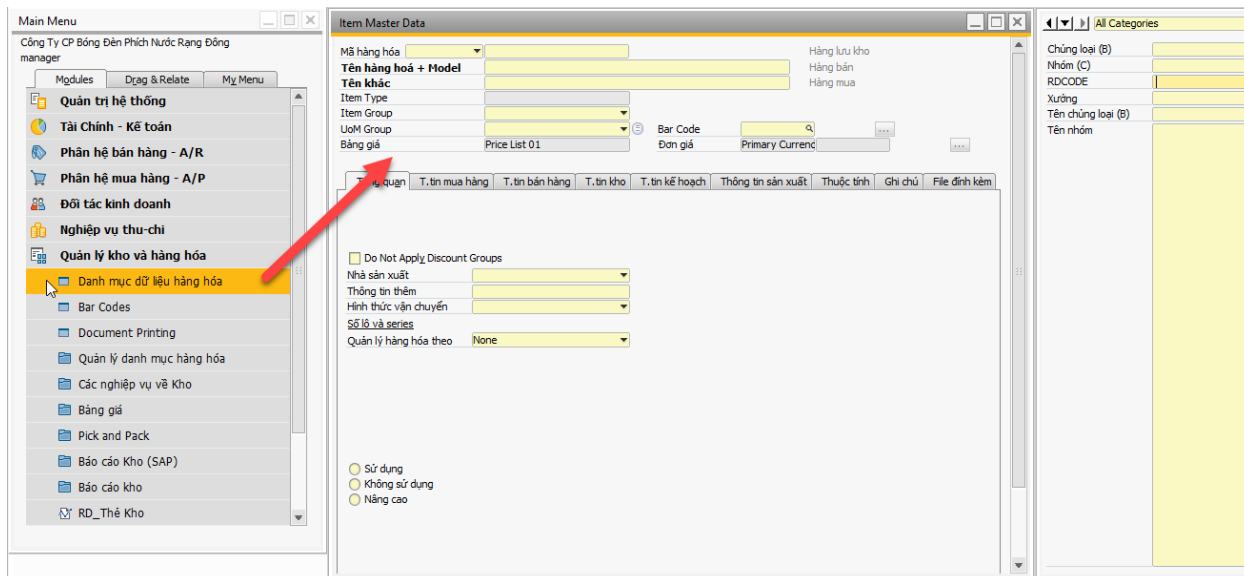 Main Menu
Công Ty CP Bóng Đèn Phích Nước Rạng Đông
manager
Modules Drag & Relate My Menu
Quản trị hệ thống
Tài Chính - Kế toán
Phân hệ bán hàng - A/R
Phân hệ mua hàng - A/P
Đối tác kinh doanh
Nghiệp vụ thu-chi
Quản lý kho và hàng hóa
Danh mục dữ liệu hàng hóa
Bar Codes
Document Printing
Quản lý danh mục hàng hóa
Các nghiệp vụ về Kho
Bảng giá
Pick and Pack
Báo cáo Kho (SAP)
Báo cáo kho
RD_Thẻ Kho
Item Master Data
Mã hàng hóa
Hàng lưu kho
Tên hàng hoá + Model
Hàng bán
Tên khác
Hàng mua
Item Type
Item Group
UoM Group Bar Code ...
Bảng giá Price List 01 Đơn giá Primary Currenc ...
T.tin mua hàng T.tin bán hàng T.tin kho T.tin kế hoạch Thông tin sản xuất Thuộc tính Ghi chú File đính kèm
Do Not Apply Discount Groups
Nhà sản xuất
Thông tin thêm
Hình thức vận chuyển
Số lô và series
Quản lý hàng hóa theo None
Sử dụng
Không sử dụng
Nâng cao
All Categories
Chủng loại (B)
Nhóm (C)
RDCODE
Xưởng
Tên chủng loại (B)
Tên nhóm